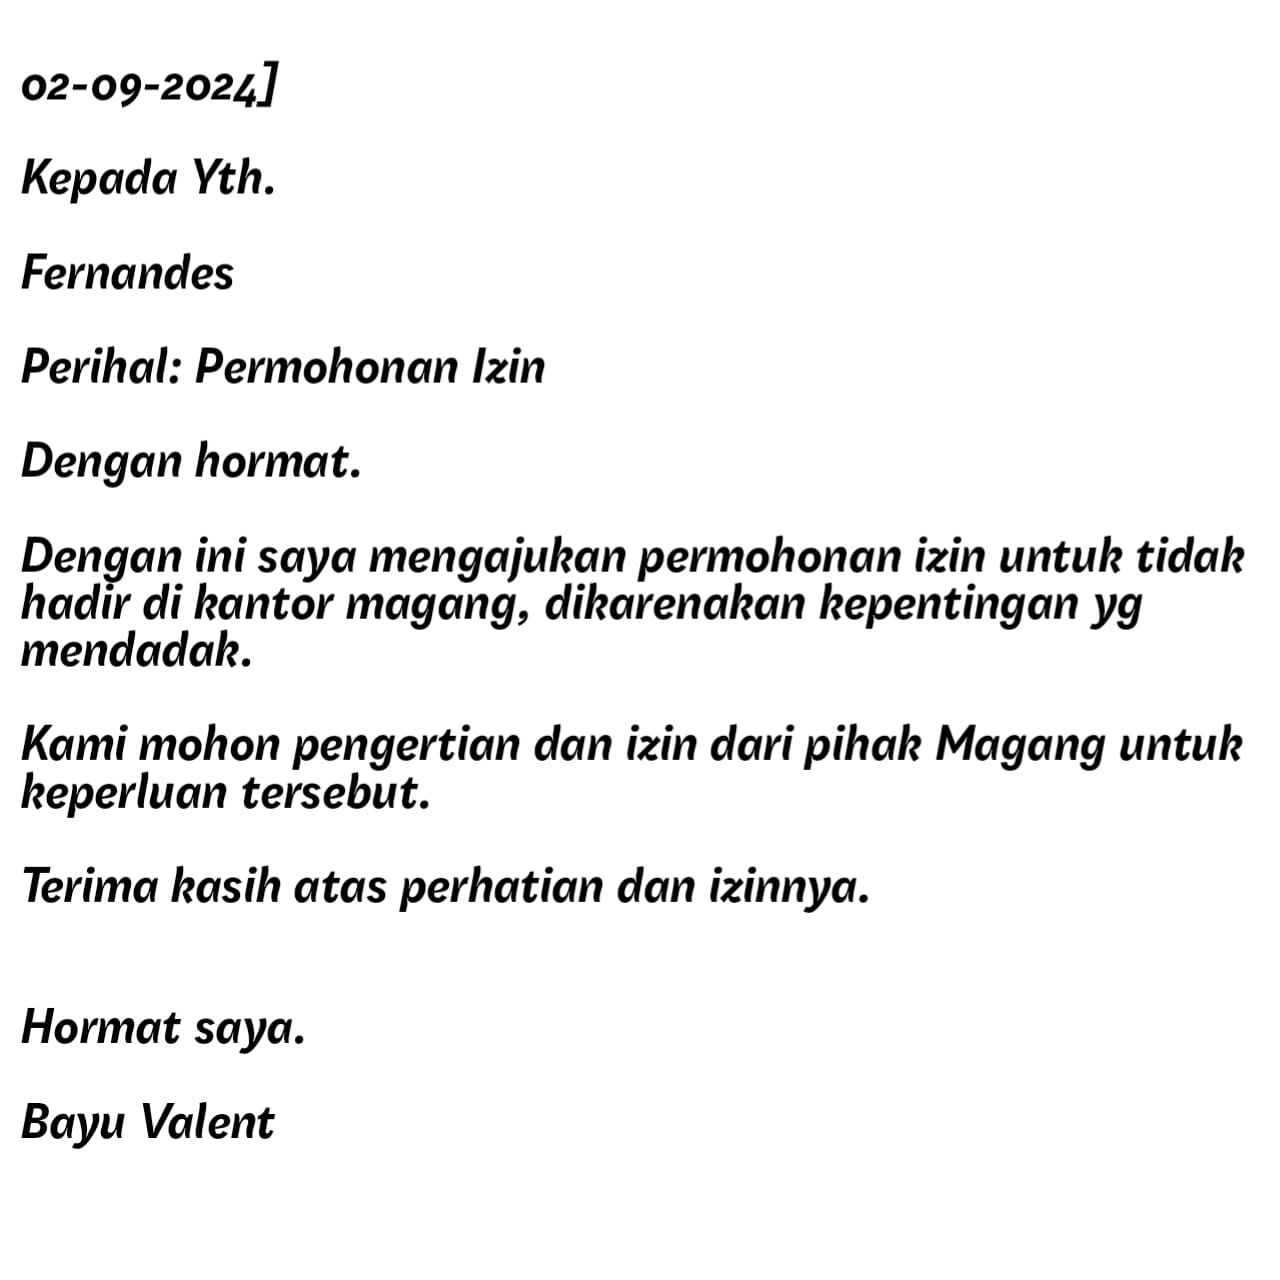 02-09-2024]
Kepada Yth.
Fernandes
Perihal: Permohonan Izin
Dengan hormat.
Dengan ini saya mengajukan permohonan izin untuk tidak
hadir di kantor magang, dikarenakan kepentingan yg
mendadak.
Kami mohon pengertian dan izin dari pihak Magang untuk
keperluan tersebut.
Terima kasih atas perhatian dan izinnya.
Hormat saya.
Bayu Valent